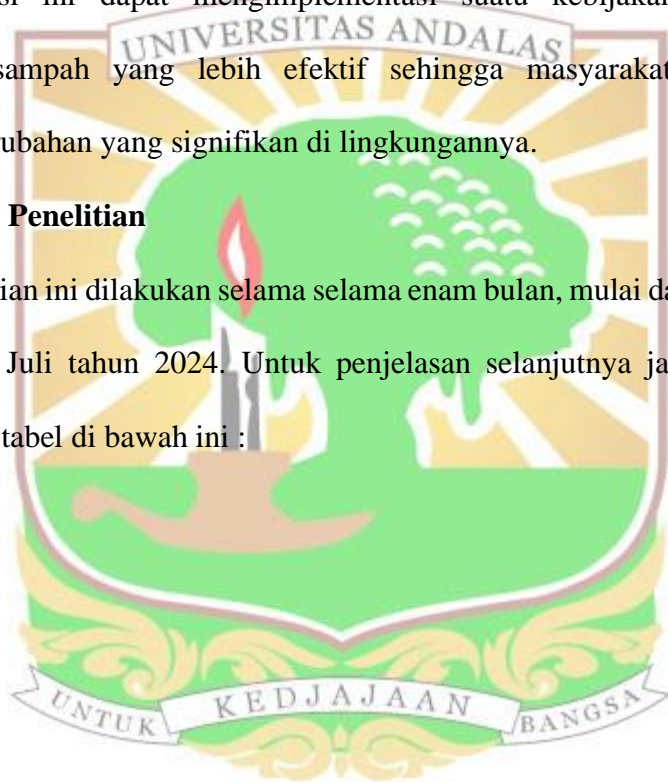 si ini dapat mengimplementasi suatu kebijakan
UNIVERSITAS ANDALAS
sampah yang lebih efektif sehingga masyarakat
rubahan yang signifikan di lingkungannya.
Penelitian
ian ini dilakukan selama selama enam bulan, mulai da
Juli tahun 2024. Untuk penjelasan selanjutnya ja
tabel di bawah ini :
UNTUK KEDJAJAAN BANGSA